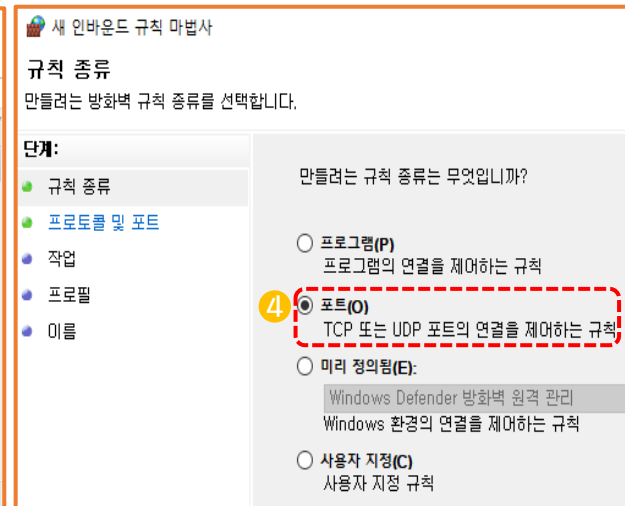 새 인바운드 규칙 마법사
규칙 종류
만들려는 방화벽 규칙 종류를 선택합니다.
단계:
규칙 종류
프로토콜 및 포트
작업
프로필
이름
만들려는 규칙 종류는 무엇입니까?
프로그램(P)
프로그램의 연결을 제어하는 규칙
4
포트(O)
TCP 또는 UDP 포트의 연결을 제어하는 규칙
미리 정의됨(E):
Windows Defender 방화벽 원격 관리
Windows 환경의 연결을 제어하는 규칙
사용자 지정(C)
사용자 지정 규칙